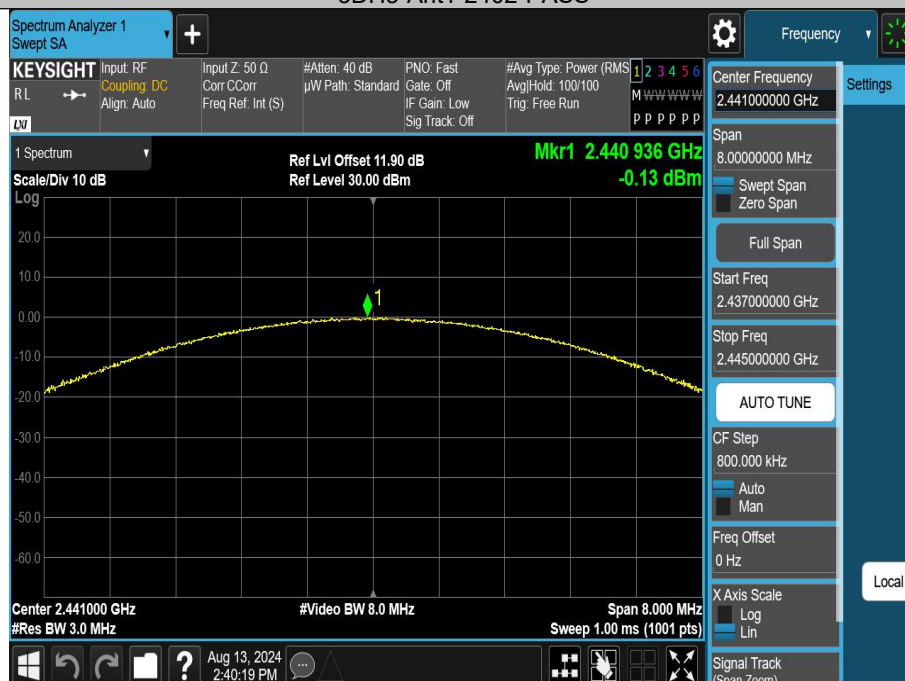 Spectrum Analyzer 1
Swept SA
Frequency
KEYSIGHT
RL
LXI
Input: RF
Coupling: DC
Align: Auto
Input Z: 50 Ω
Corr CCorr
Freq Ref: Int (S)
#Atten: 40 dB
µW Path: Standard
PNO: Fast
Gate: Off
IF Gain: Low
Sig Track: Off
#Avg Type: Power (RMS
Avg|Hold: 100/100
Trig: Free Run
1 2 3 4 5 6
M W W W W W
P P P P P P
Center Frequency
2.441000000 GHz
Settings
1 Spectrum
Scale/Div 10 dB
Log
Ref Lvl Offset 11.90 dB
Ref Level 30.00 dBm
Mkr1 2.440 936 GHz
-0.13 dBm
Span
8.00000000 MHz
Swept Span
Zero Span
Full Span
Start Freq
2.437000000 GHz
Stop Freq
2.445000000 GHz
AUTO TUNE
CF Step
800.000 kHz
Auto
Man
Freq Offset
0 Hz
X Axis Scale
Log
Lin
Signal Track
(Span Zoom)
Local
20.0
10.0
0.00
-10.0
-20.0
-30.0
-40.0
-50.0
-60.0
1
Center 2.441000 GHz
#Res BW 3.0 MHz
#Video BW 8.0 MHz
Span 8.000 MHz
Sweep 1.00 ms (1001 pts)
?
Aug 13, 2024
2:40:19 PM